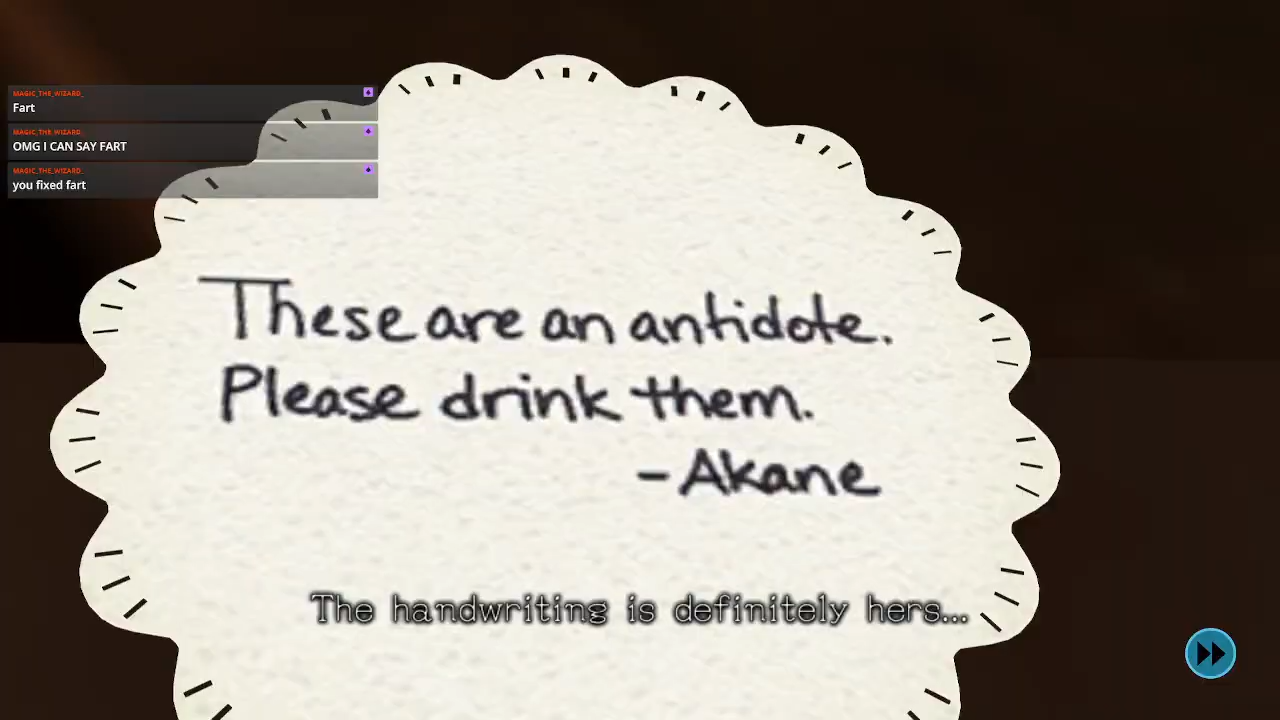 MAGIC_THE_WIZARD_
Fart
MAGIC_THE_WIZARD_
OMG I CAN SAY FART
MAGIC_THE_WIZARD_
you fixed fart
These are an antidote.
Please drink them.
-Akane
The handwriting is definitely hers...